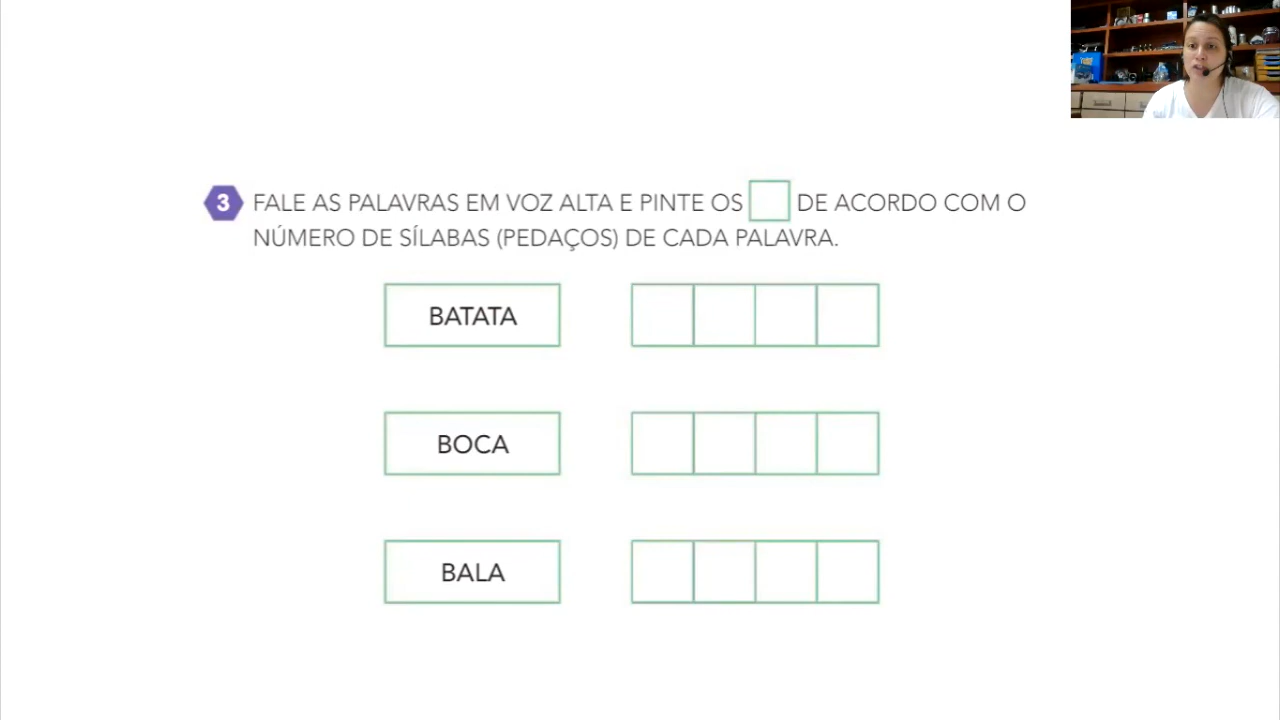 3 FALE AS PALAVRAS EM VOZ ALTA E PINTE OS DE ACORDO COM O
NÚMERO DE SÍLABAS (PEDAÇOS) DE CADA PALAVRA.
BATATA
BOCA
BALA